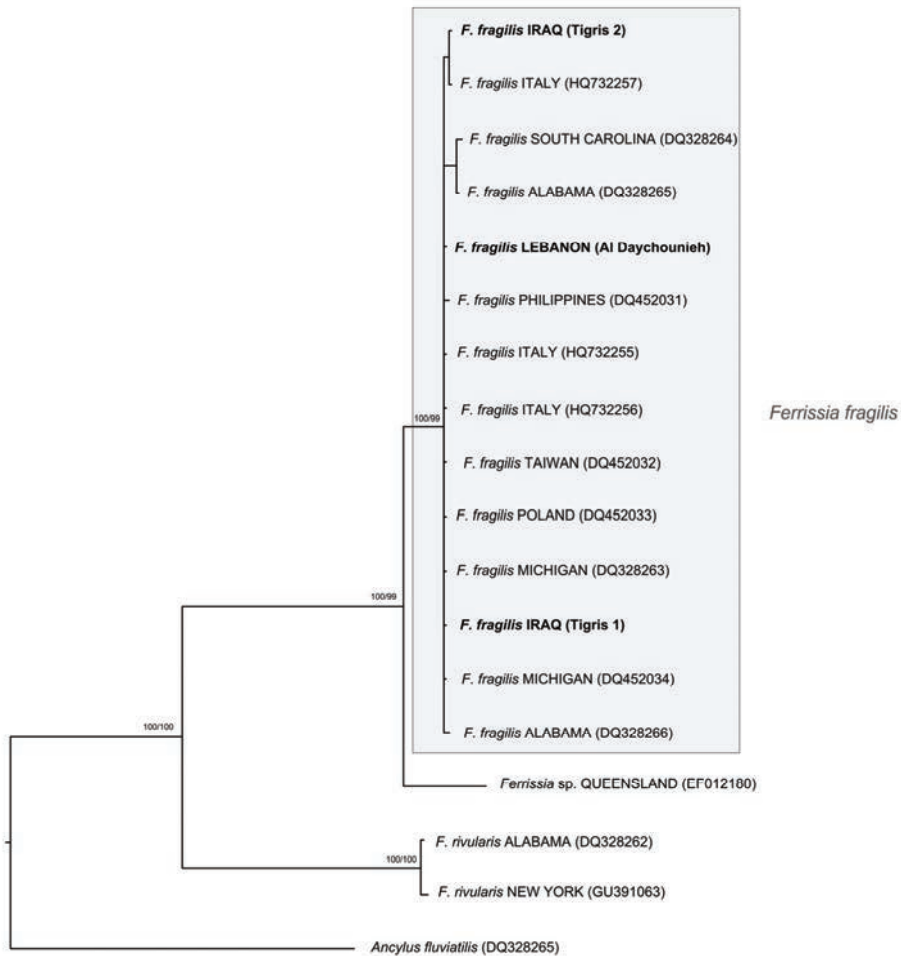 F. fragilis IRAQ (Tigris 2)
F. fragilis ITALY (HQ732257)
F. fragilis SOUTH CAROLINA (DQ328264)
F. fragilis ALABAMA (DQ328265)
F. fragilis LEBANON (Al Daychounieh)
F. fragilis PHILIPPINES (DQ452031)
F. fragilis ITALY (HQ732255)
F. fragilis ITALY (HQ732256)
100/99
Ferrissia fragilis
F. fragilis TAIWAN (DQ452032)
F. fragilis POLAND (DQ452033)
F. fragilis MICHIGAN (DQ328263)
100/99
F. fragilis IRAQ (Tigris 1)
F. fragilis MICHIGAN (DQ452034)
100/100
F. fragilis ALABAMA (DQ328266)
Ferrissia sp. QUEENSLAND (EF012180)
F. rivularis ALABAMA (DQ328262)
100/100
F. rivularis NEW YORK (GU391063)
Ancylus fluviatilis (DQ328265)